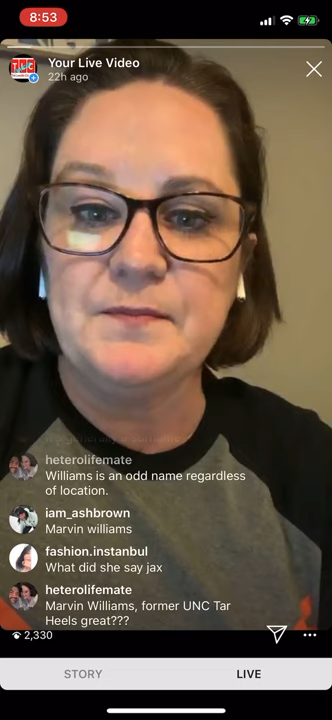 8:53
Your Live Video
22h ago
heterolifemate
Williams is an odd name regardless
of location.
iam_ashbrown
Marvin williams
fashion.instanbul
What did she say jax
heterolifemate
Marvin Williams, former UNC Tar
Heels great???
2,330
STORY
LIVE